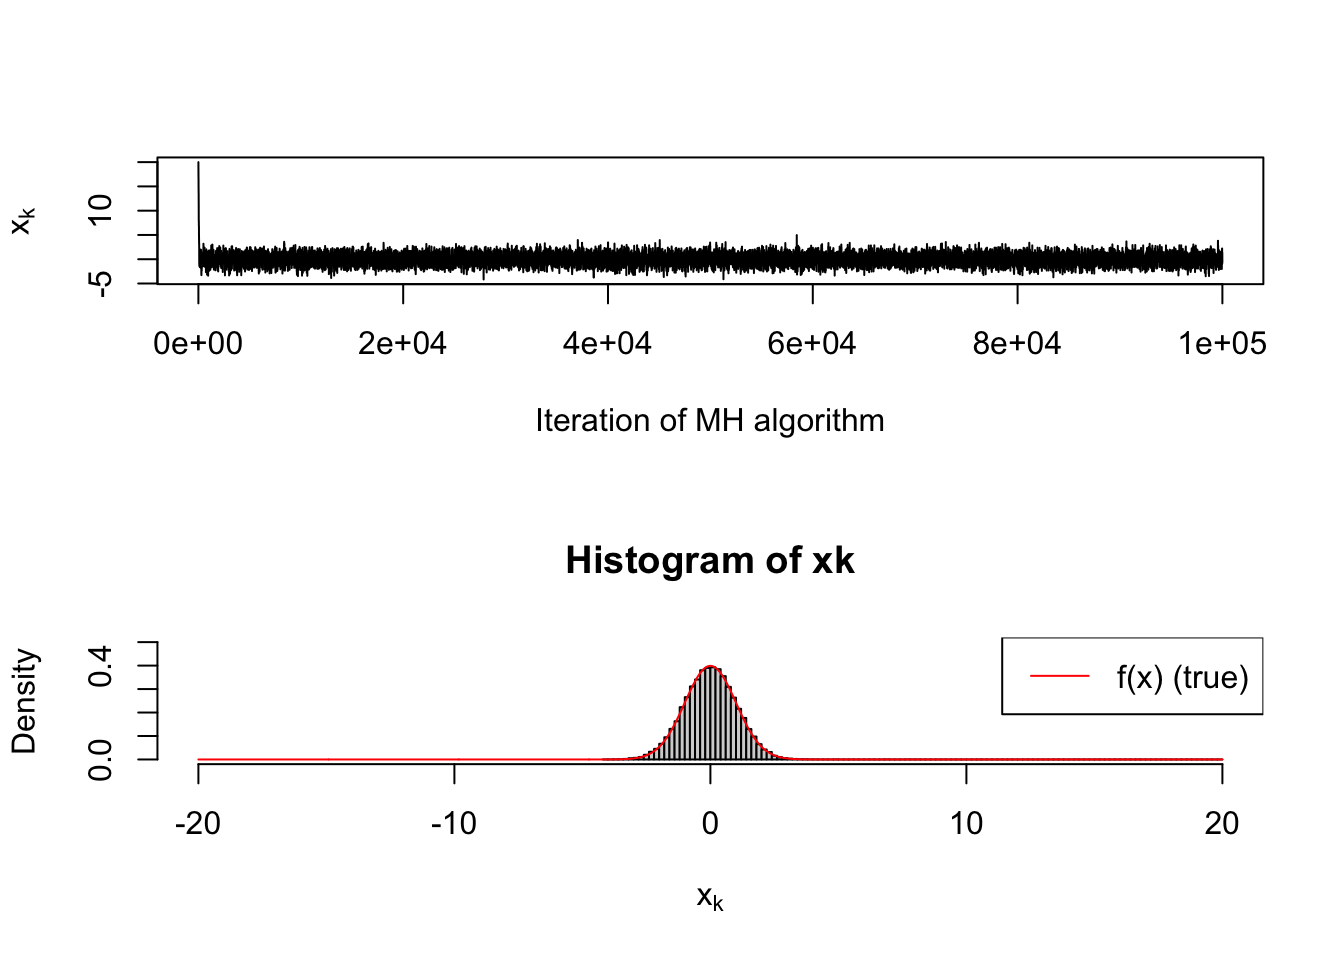 xk
10
-5
0e+00 2e+04 4e+04 6e+04 8e+04 1e+05
Iteration of MH algorithm
Histogram of xk
Density
0.4
0.0
f(x) (true)
-20 -10 0 10 20
xk